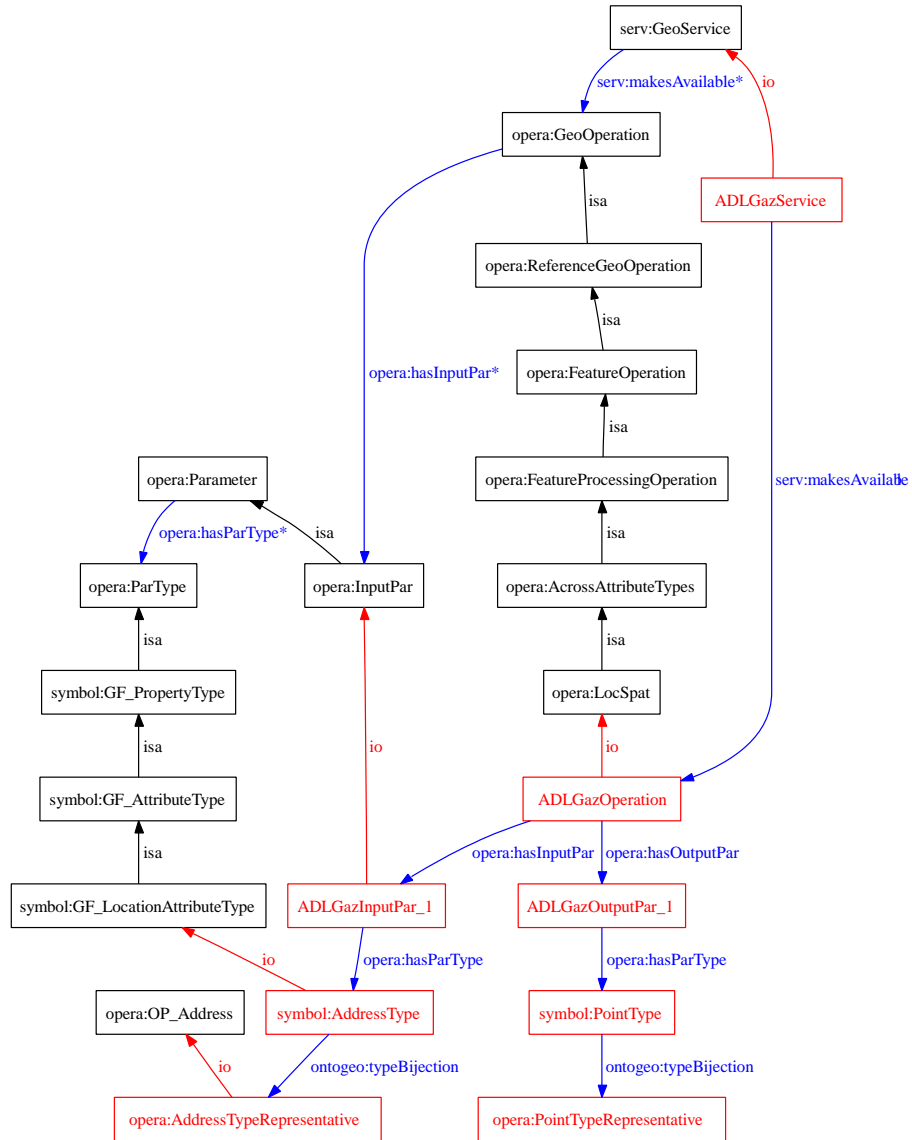 serv:GeoService
serv:makesAvailable*
io
opera:GeoOperation
isa
ADLGazService
opera:ReferenceGeoOperation
isa
opera:hasInputPar*
opera:FeatureOperation
isa
opera:Parameter
opera:FeatureProcessingOperation
serv:makesAvailable
opera:hasParType*
isa
isa
opera:ParType
opera:InputPar
opera:AcrossAttributeTypes
isa
isa
symbol:GF_PropertyType
opera:LocSpat
isa
io
io
symbol:GF_AttributeType
ADLGazOperation
isa
opera:hasInputPar
opera:hasOutputPar
symbol:GF_LocationAttributeType
ADLGazInputPar_1
ADLGazOutputPar_1
io
opera:hasParType
opera:hasParType
opera:OP_Address
symbol:AddressType
symbol:PointType
io
ontogeo:typeBijection
ontogeo:typeBijection
opera:AddressTypeRepresentative
opera:PointTypeRepresentative